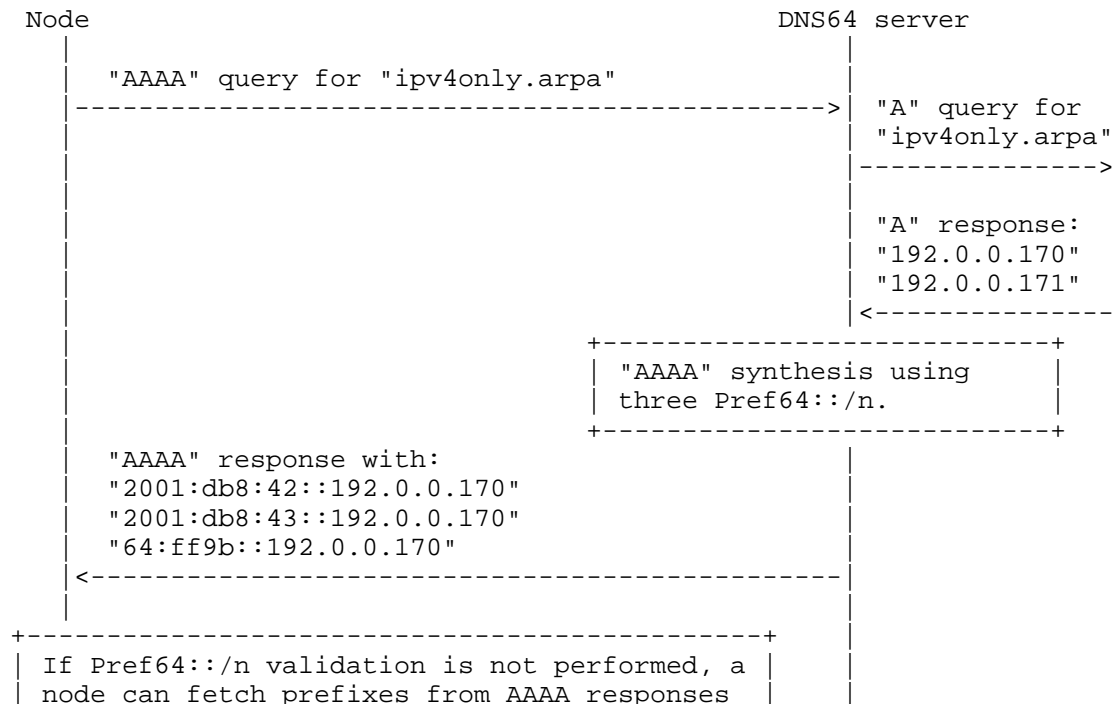 Node DNS64 server
"AAAA" query for "ipv4only.arpa"
"A" query for
"ipv4only.arpa"
"A" response:
"192.0.0.170"
"192.0.0.171"
"AAAA" synthesis using
three Pref64::/n.
"AAAA" response with:
"2001:db8:42::192.0.0.170"
"2001:db8:43::192.0.0.170"
"64:ff9b::192.0.0.170"
If Pref64::/n validation is not performed, a
node can fetch prefixes from AAAA responses